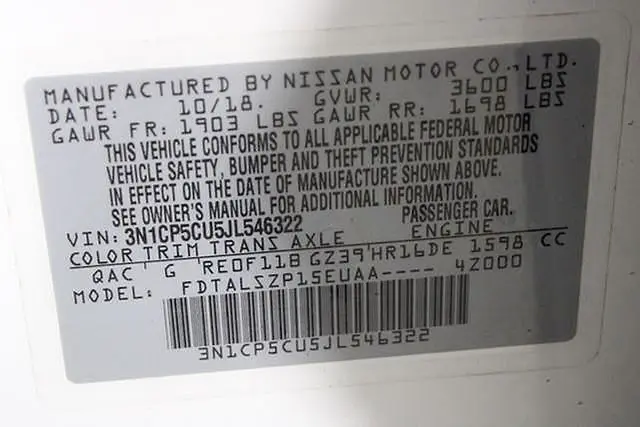 MANUFACTURED BY NISSAN MOTOR CO., LTD.
DATE: 10/18. GVWR: 3600 LBS
GAWR FR: 1903 LBS GAWR RR: 1698 LBS
THIS VEHICLE CONFORMS TO ALL APPLICABLE FEDERAL MOTOR
VEHICLE SAFETY, BUMPER AND THEFT PREVENTION STANDARDS
IN EFFECT ON THE DATE OF MANUFACTURE SHOWN ABOVE.
SEE OWNER'S MANUAL FOR ADDITIONAL INFORMATION.
VIN: 3N1CP5CU5JL546322 PASSENGER CAR.
COLOR TRIM TRANS AXLE ENGINE
QAC G RE0F11B GZ39 HR16DE 1598 CC
MODEL: FDTALSZP15EUAA---- 4Z000
3N1CP5CU5JL546322